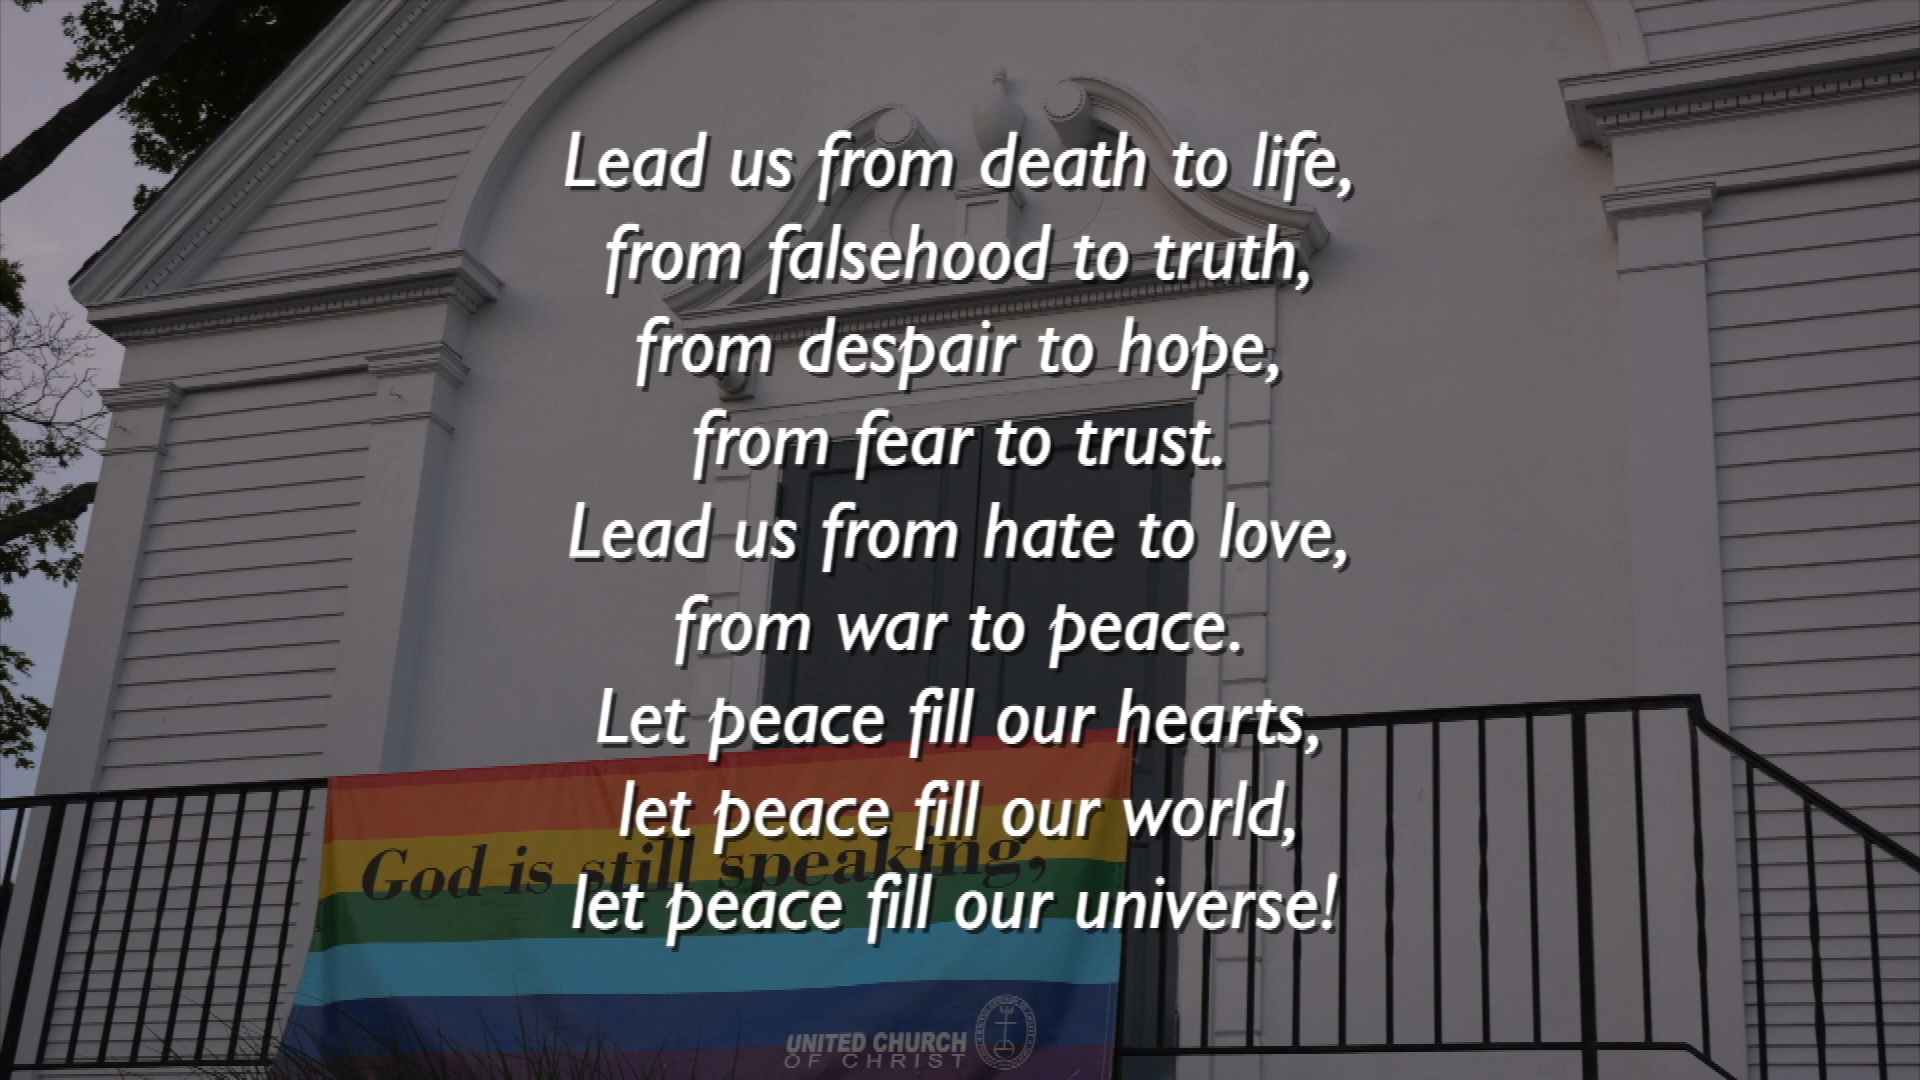 Lead us from death to life,
from falsehood to truth,
from despair to hope,
from fear to trust.
Lead us from hate to love,
from war to peace.
Let peace fill our hearts,
let peace fill our world,
let peace fill our universe!
God is still speaking,
UNITED CHURCH
OF CHRIST